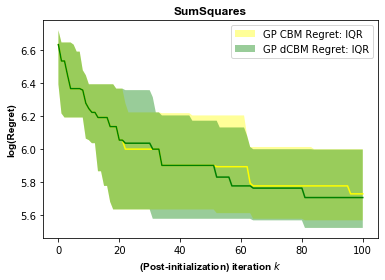 SumSquares
GP CBM Regret: IQR
GP dCBM Regret: IQR
log(Regret)
6.6
6.4
6.2
6.0
5.8
5.6
0 20 40 60 80 100
(Post-initialization) iteration k